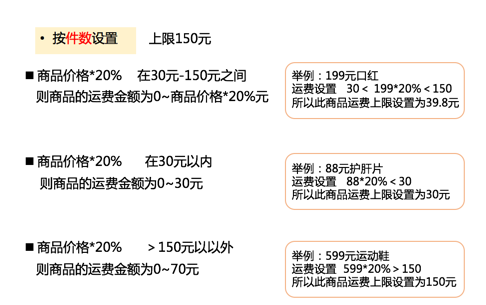 • 按件数设置 上限150元
■ 商品价格*20% 在30元-150元之间
则商品的运费金额为0~商品价格*20%元
举例：199元口红
运费设置 30＜ 199*20%＜150
所以此商品运费上限设置为39.8元
■ 商品价格*20% 在30元以内
则商品的运费金额为0~30元
举例：88元护肝片
运费设置 88*20%＜30
所以此商品运费上限设置为30元
■ 商品价格*20% ＞150元以以外
则商品的运费金额为0~70元
举例：599元运动鞋
运费设置 599*20%＞150
所以此商品运费上限设置为150元